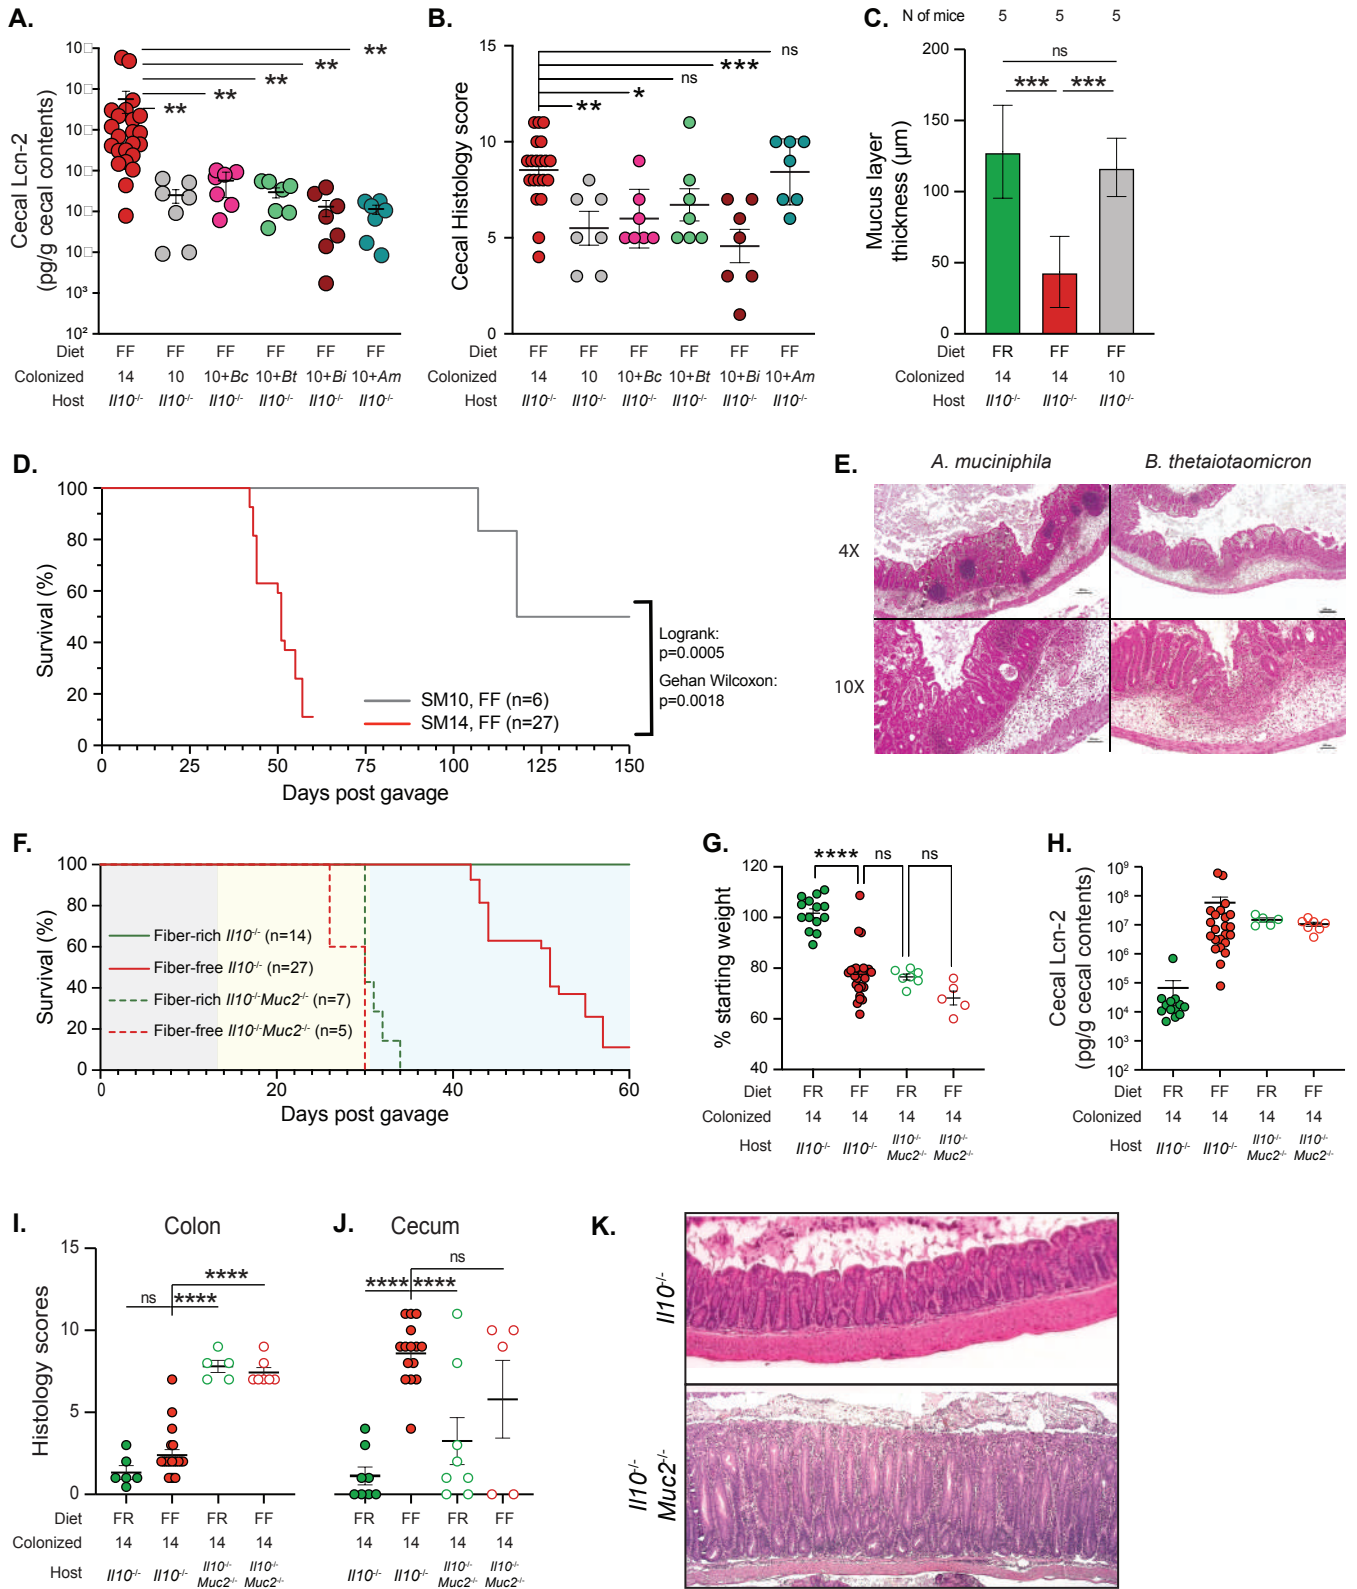 A.
10□
10□
10□
10□
10□
10□
10³
10²
Cecal Lcn-2
(pg/g cecal contents)
** ** ** ** **
Diet FF FF FF FF FF FF
Colonized 14 10 10+Bc 10+Bt 10+Bi 10+Am
Host Il10-/- Il10-/- Il10-/- Il10-/- Il10-/- Il10-/-
B.
15
10
5
0
Cecal Histology score
ns
***
ns
*
**
Diet FF FF FF FF FF FF
Colonized 14 10 10+Bc 10+Bt 10+Bi 10+Am
Host Il10-/- Il10-/-
C.
N of mice 5 5 5
200
150
100
50
0
Mucus layer
thickness (µm)
ns
*** ***
Diet FR FF FF
Colonized 14 14 10
Host Il10-/- Il10-/- Il10-/-
D.
100
80
60
40
20
0
Survival (%)
0 25 50 75 100 125 150
Days post gavage
SM10, FF (n=6)
SM14, FF (n=27)
Logrank:
p=0.0005
Gehan Wilcoxon:
p=0.0018
E.
A. muciniphila B. thetaiotaomicron
4X
10X
F.
100
80
60
40
20
0
Survival (%)
Fiber-rich Il10-/- (n=14)
Fiber-free Il10-/- (n=27)
Fiber-rich Il10-/-Muc2-/- (n=7)
Fiber-free Il10-/-Muc2-/- (n=5)
0 20 40 60
Days post gavage
G.
120
100
80
60
40
% starting weight
**** ns ns
Diet FR FF FR FF
Colonized 14 14 14 14
Host Il10-/- Il10-/- Il10-/- Il10-/-
Muc2-/- Muc2-/-
H.
10⁹
10⁸
10⁷
10⁶
10⁵
10⁴
10³
10²
Cecal Lcn-2
(pg/g cecal contents)
Diet FR FF FR FF
Colonized 14 14 14 14
Host Il10-/- Il10-/- Il10-/- Il10-/-
Muc2-/- Muc2-/-
I.
Colon
15
10
5
0
Histology scores
****
ns ****
Diet FR FF FR FF
Colonized 14 14 14 14
Host Il10-/- Il10-/- Il10-/- Il10-/-
Muc2-/- Muc2-/-
J.
Cecum
15
10
5
0
ns
**** ****
Diet FR FF FR FF
Colonized 14 14 14 14
Host Il10-/- Il10-/- Il10-/- Il10-/-
Muc2-/- Muc2-/-
K.
Il10-/-
Il10-/-
Muc2-/-